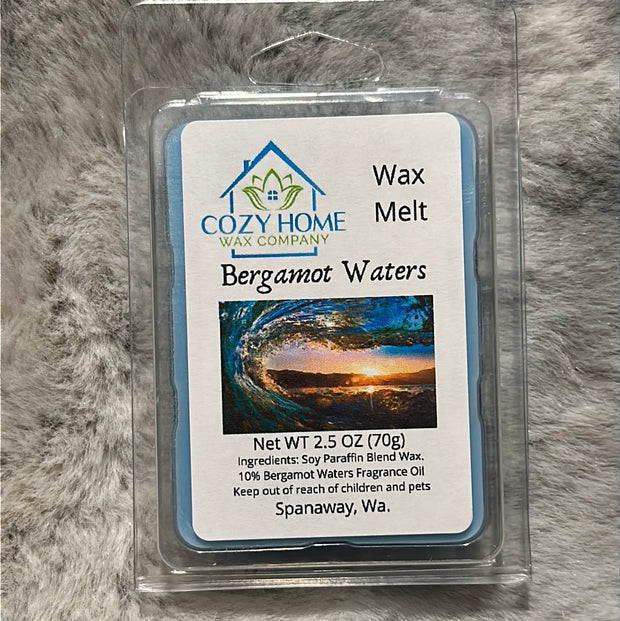 COZY HOME
WAX COMPANY
Wax
Melt
Bergamot Waters
Net WT 2.5 OZ (70g)
Ingredients: Soy Paraffin Blend Wax.
10% Bergamot Waters Fragrance Oil
Keep out of reach of children and pets
Spanaway, Wa.